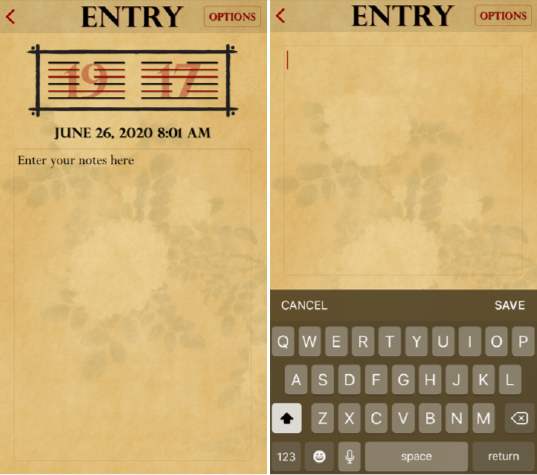 ENTRY
OPTIONS
19 17
JUNE 26, 2020 8:01 AM
Enter your notes here
ENTRY
OPTIONS
CANCEL SAVE
Q W E R T Y U I O P
A S D F G H J K L
Z X C V B N M
123 space return